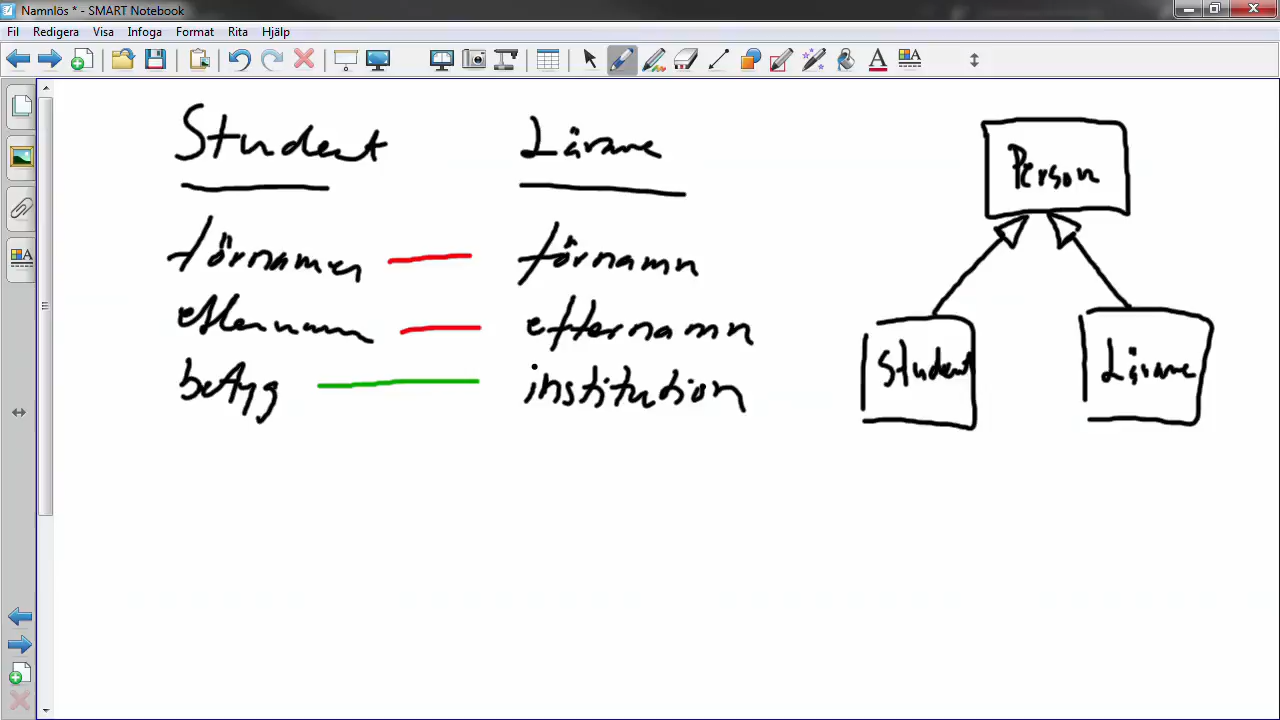 Namnlös * - SMART Notebook
Fil Redigera Visa Infoga Format Rita Hjälp
Student Lärare
förnamn förnamn
efternamn efternamn
betyg institution
Person
Student Lärare